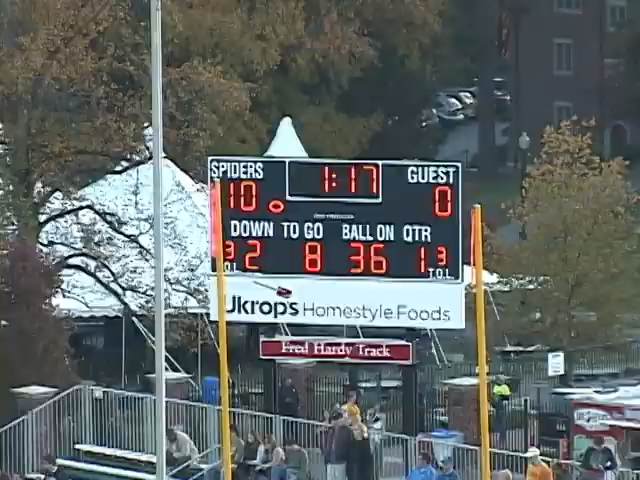 SPIDERS 1:17 GUEST
10 0
DOWN TO GO BALL ON QTR
3 2 8 36 1 3
T.O.L.
Ukrop's Homestyle Foods
Fred Hardy Track